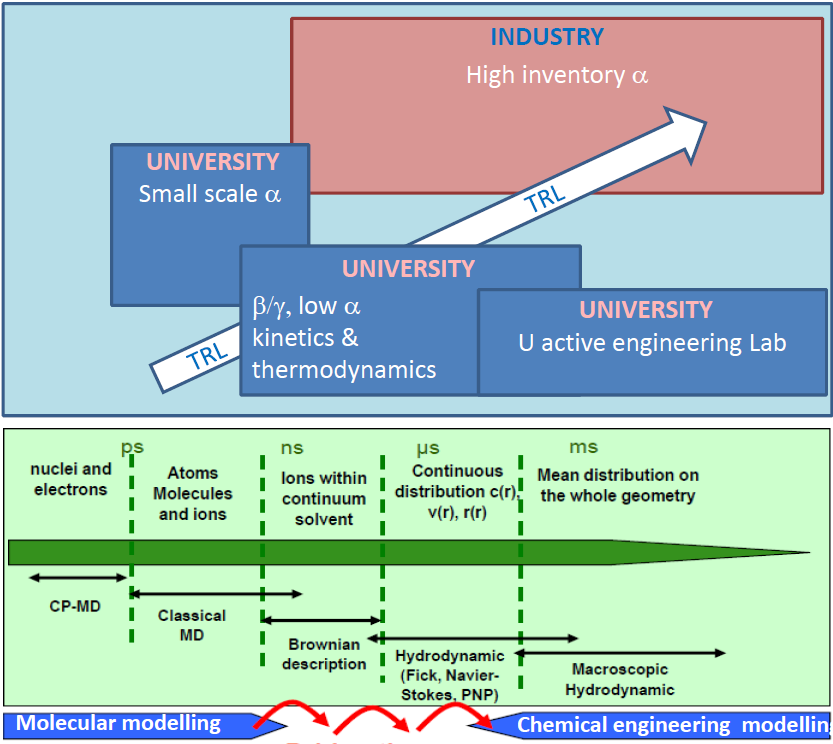 INDUSTRY
High inventory α
UNIVERSITY
Small scale α
TRL
UNIVERSITY
β/γ, low α
kinetics &
thermodynamics
UNIVERSITY
U active engineering Lab
TRL
ps
ns
µs
ms
nuclei and
electrons
Atoms
Molecules
and ions
Ions within
continuum
solvent
Continuous
distribution c(r),
v(r), r(r)
Mean distribution on
the whole geometry
CP-MD
Classical
MD
Brownian
description
Hydrodynamic
(Fick, Navier-
Stokes, PNP)
Macroscopic
Hydrodynamic
Molecular modelling
Chemical engineering modellin